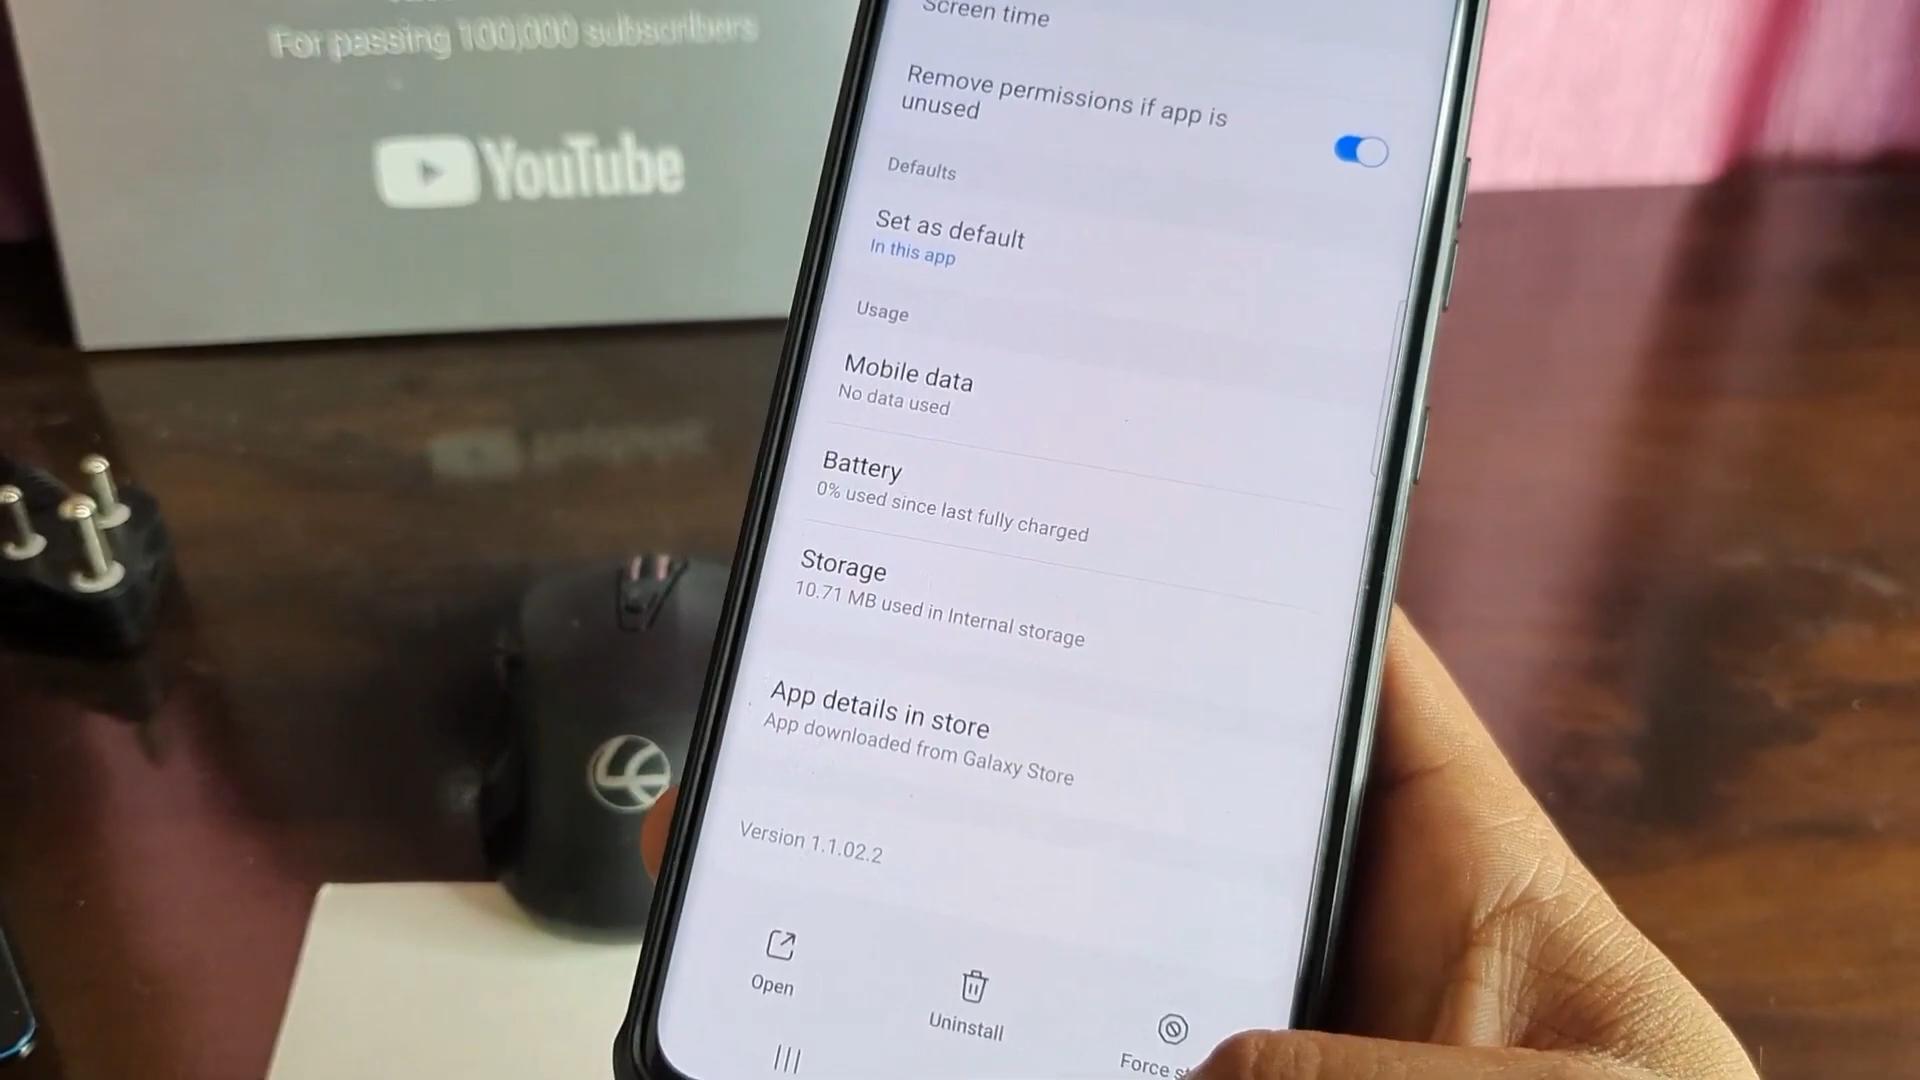 For passing 100,000 subscribers
YouTube
Screen time
Remove permissions if app is
unused
Defaults
Set as default
In this app
Usage
Mobile data
No data used
Battery
0% used since last fully charged
Storage
10.71 MB used in Internal storage
App details in store
App downloaded from Galaxy Store
Version 1.1.02.2
Open
Uninstall
Force s